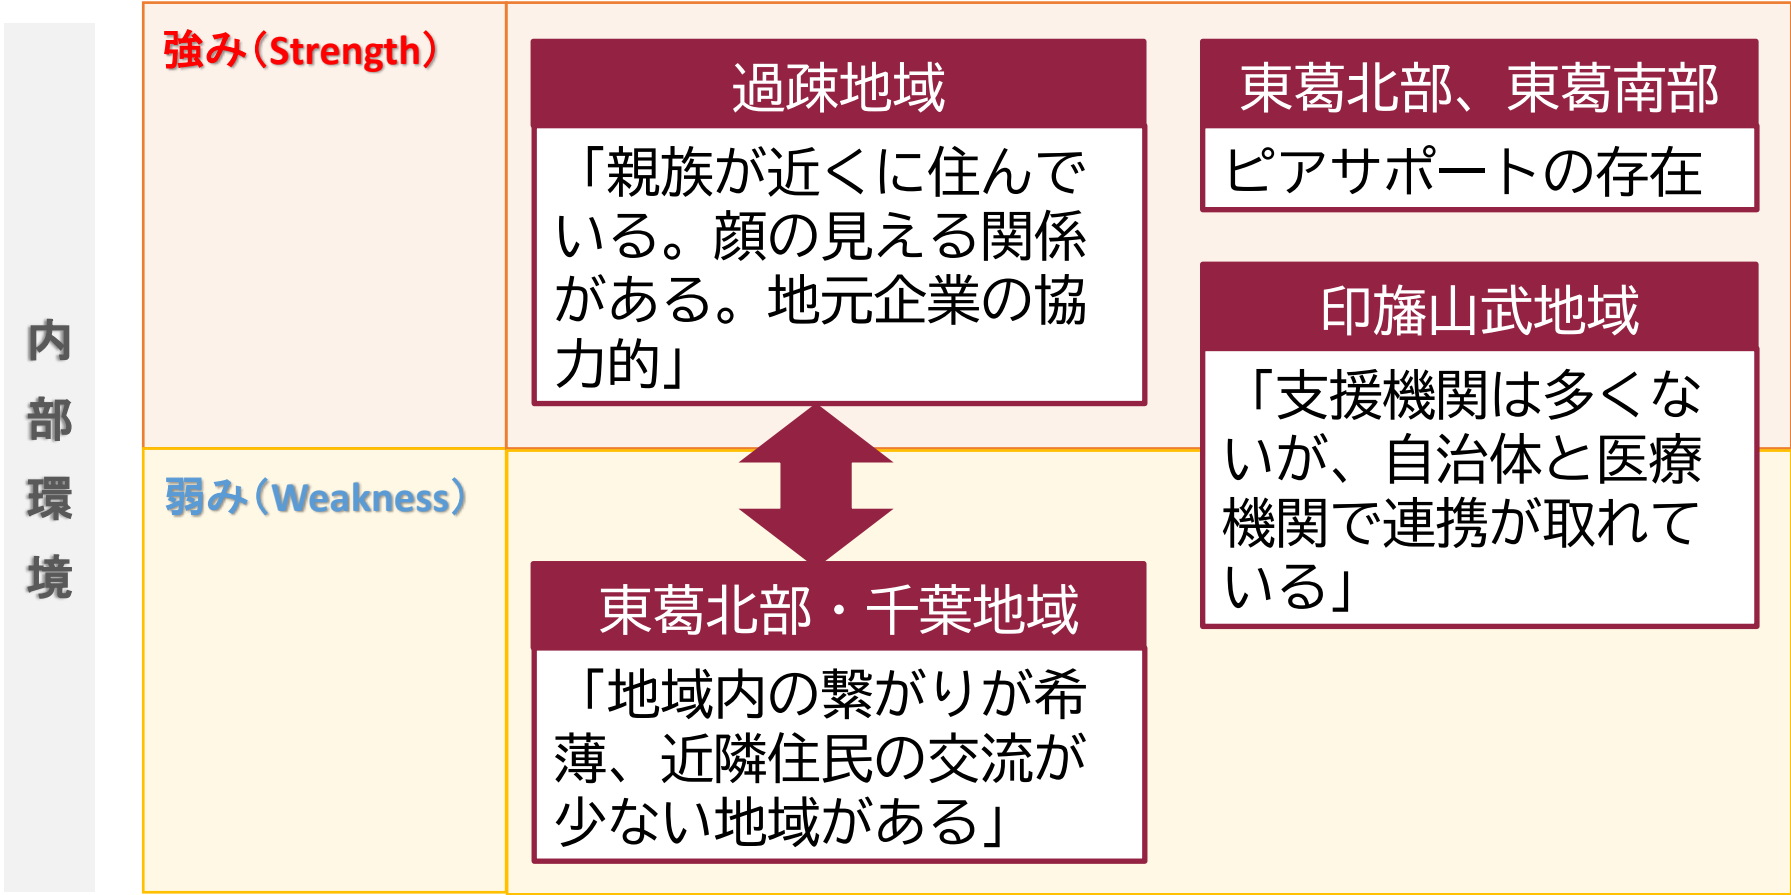 内
部
環
境
強み（Strength）
過疎地域
「親族が近くに住んで
いる。顔の見える関係
がある。地元企業の協
力的」
東葛北部、東葛南部
ピアサポートの存在
印旛山武地域
「支援機関は多くな
いが、自治体と医療
機関で連携が取れて
いる」
弱み（Weakness）
東葛北部・千葉地域
「地域内の繋がりが希
薄、近隣住民の交流が
少ない地域がある」